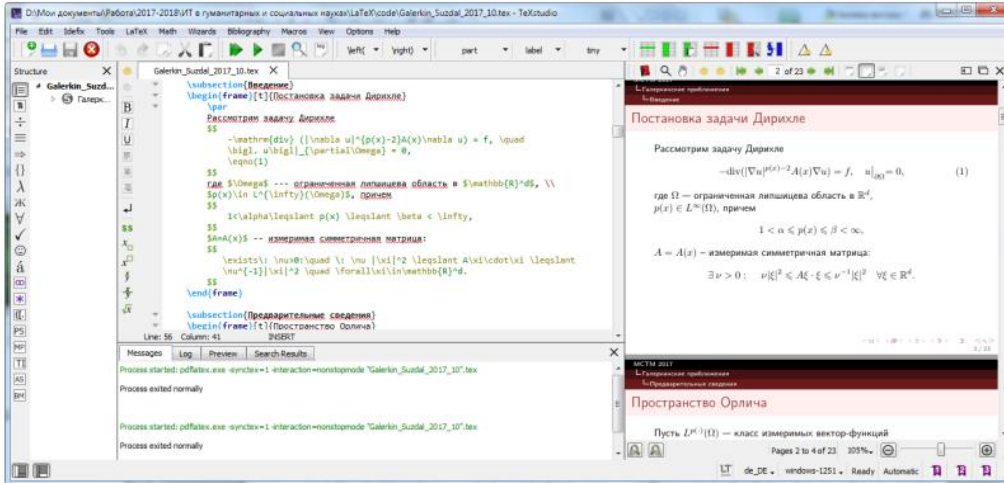 D:\Мои документы\Работа\2017-2018\ИТ в гуманитарных и социальных науках\LaTeX\code\Galerkin_Suzdal_2017_10.tex - TeXstudio
File Edit Idefix Tools LaTeX Math Wizards Bibliography Macros View Options Help
\left( \right) part label tiny 2 of 23
Structure
Galerkin_Suzd...
Галерк...
Galerkin_Suzdal_2017_10.tex
\subsection{Введение}
\begin{frame}[t]{Постановка задачи Дирихле}
\par
Рассмотрим задачу Дирихле
$$
-\mathrm{div} (|\nabla u|^{p(x)-2}A(x)\nabla u) = f, \quad
\bigl. u\bigl|_{\partial\Omega} = 0,
\eqno(1)
$$
где $\Omega$ --- ограниченная липшицева область в $\mathbb{R}^d$, \\
$p(x)\in L^{\infty}(\Omega)$, причем
$$
1<\alpha\leqslant p(x) \leqslant \beta < \infty,
$$
$A=A(x)$ -- измеримая симметричная матрица:
$$
\exists\: \nu>0:\quad \: \nu |\xi|^2 \leqslant A\xi\cdot\xi \leqslant
\nu^{-1}|\xi|^2 \quad \forall\xi\in\mathbb{R}^d.
$$
\end{frame}
\subsection{Предварительные сведения}
\begin{frame}[t]{Пространство Орлича}
Line: 56 Column: 41 INSERT
Messages Log Preview Search Results
Process started: pdflatex.exe -synctex=1 -interaction=nonstopmode "Galerkin_Suzdal_2017_10".tex
Process exited normally
Process started: pdflatex.exe -synctex=1 -interaction=nonstopmode "Galerkin_Suzdal_2017_10".tex
Process exited normally
Галеркинские приближения
Введение
Постановка задачи Дирихле
Рассмотрим задачу Дирихле
−div(|∇u|^{p(x)−2}A(x)∇u) = f, u|_{∂Ω} = 0, (1)
где Ω — ограниченная липшицева область в ℝ^d,
p(x) ∈ L^∞(Ω), причем
1 < α ⩽ p(x) ⩽ β < ∞,
A = A(x) – измеримая симметричная матрица:
∃ ν > 0 : ν|ξ|² ⩽ Aξ · ξ ⩽ ν^{−1}|ξ|² ∀ξ ∈ ℝ^d.
2 / 23
МСТМ 2017
Галеркинские приближения
Предварительные сведения
Пространство Орлича
Пусть L^{p(·)}(Ω) — класс измеримых вектор-функций
Pages 2 to 4 of 23 105%
LT de_DE windows-1251 Ready Automatic